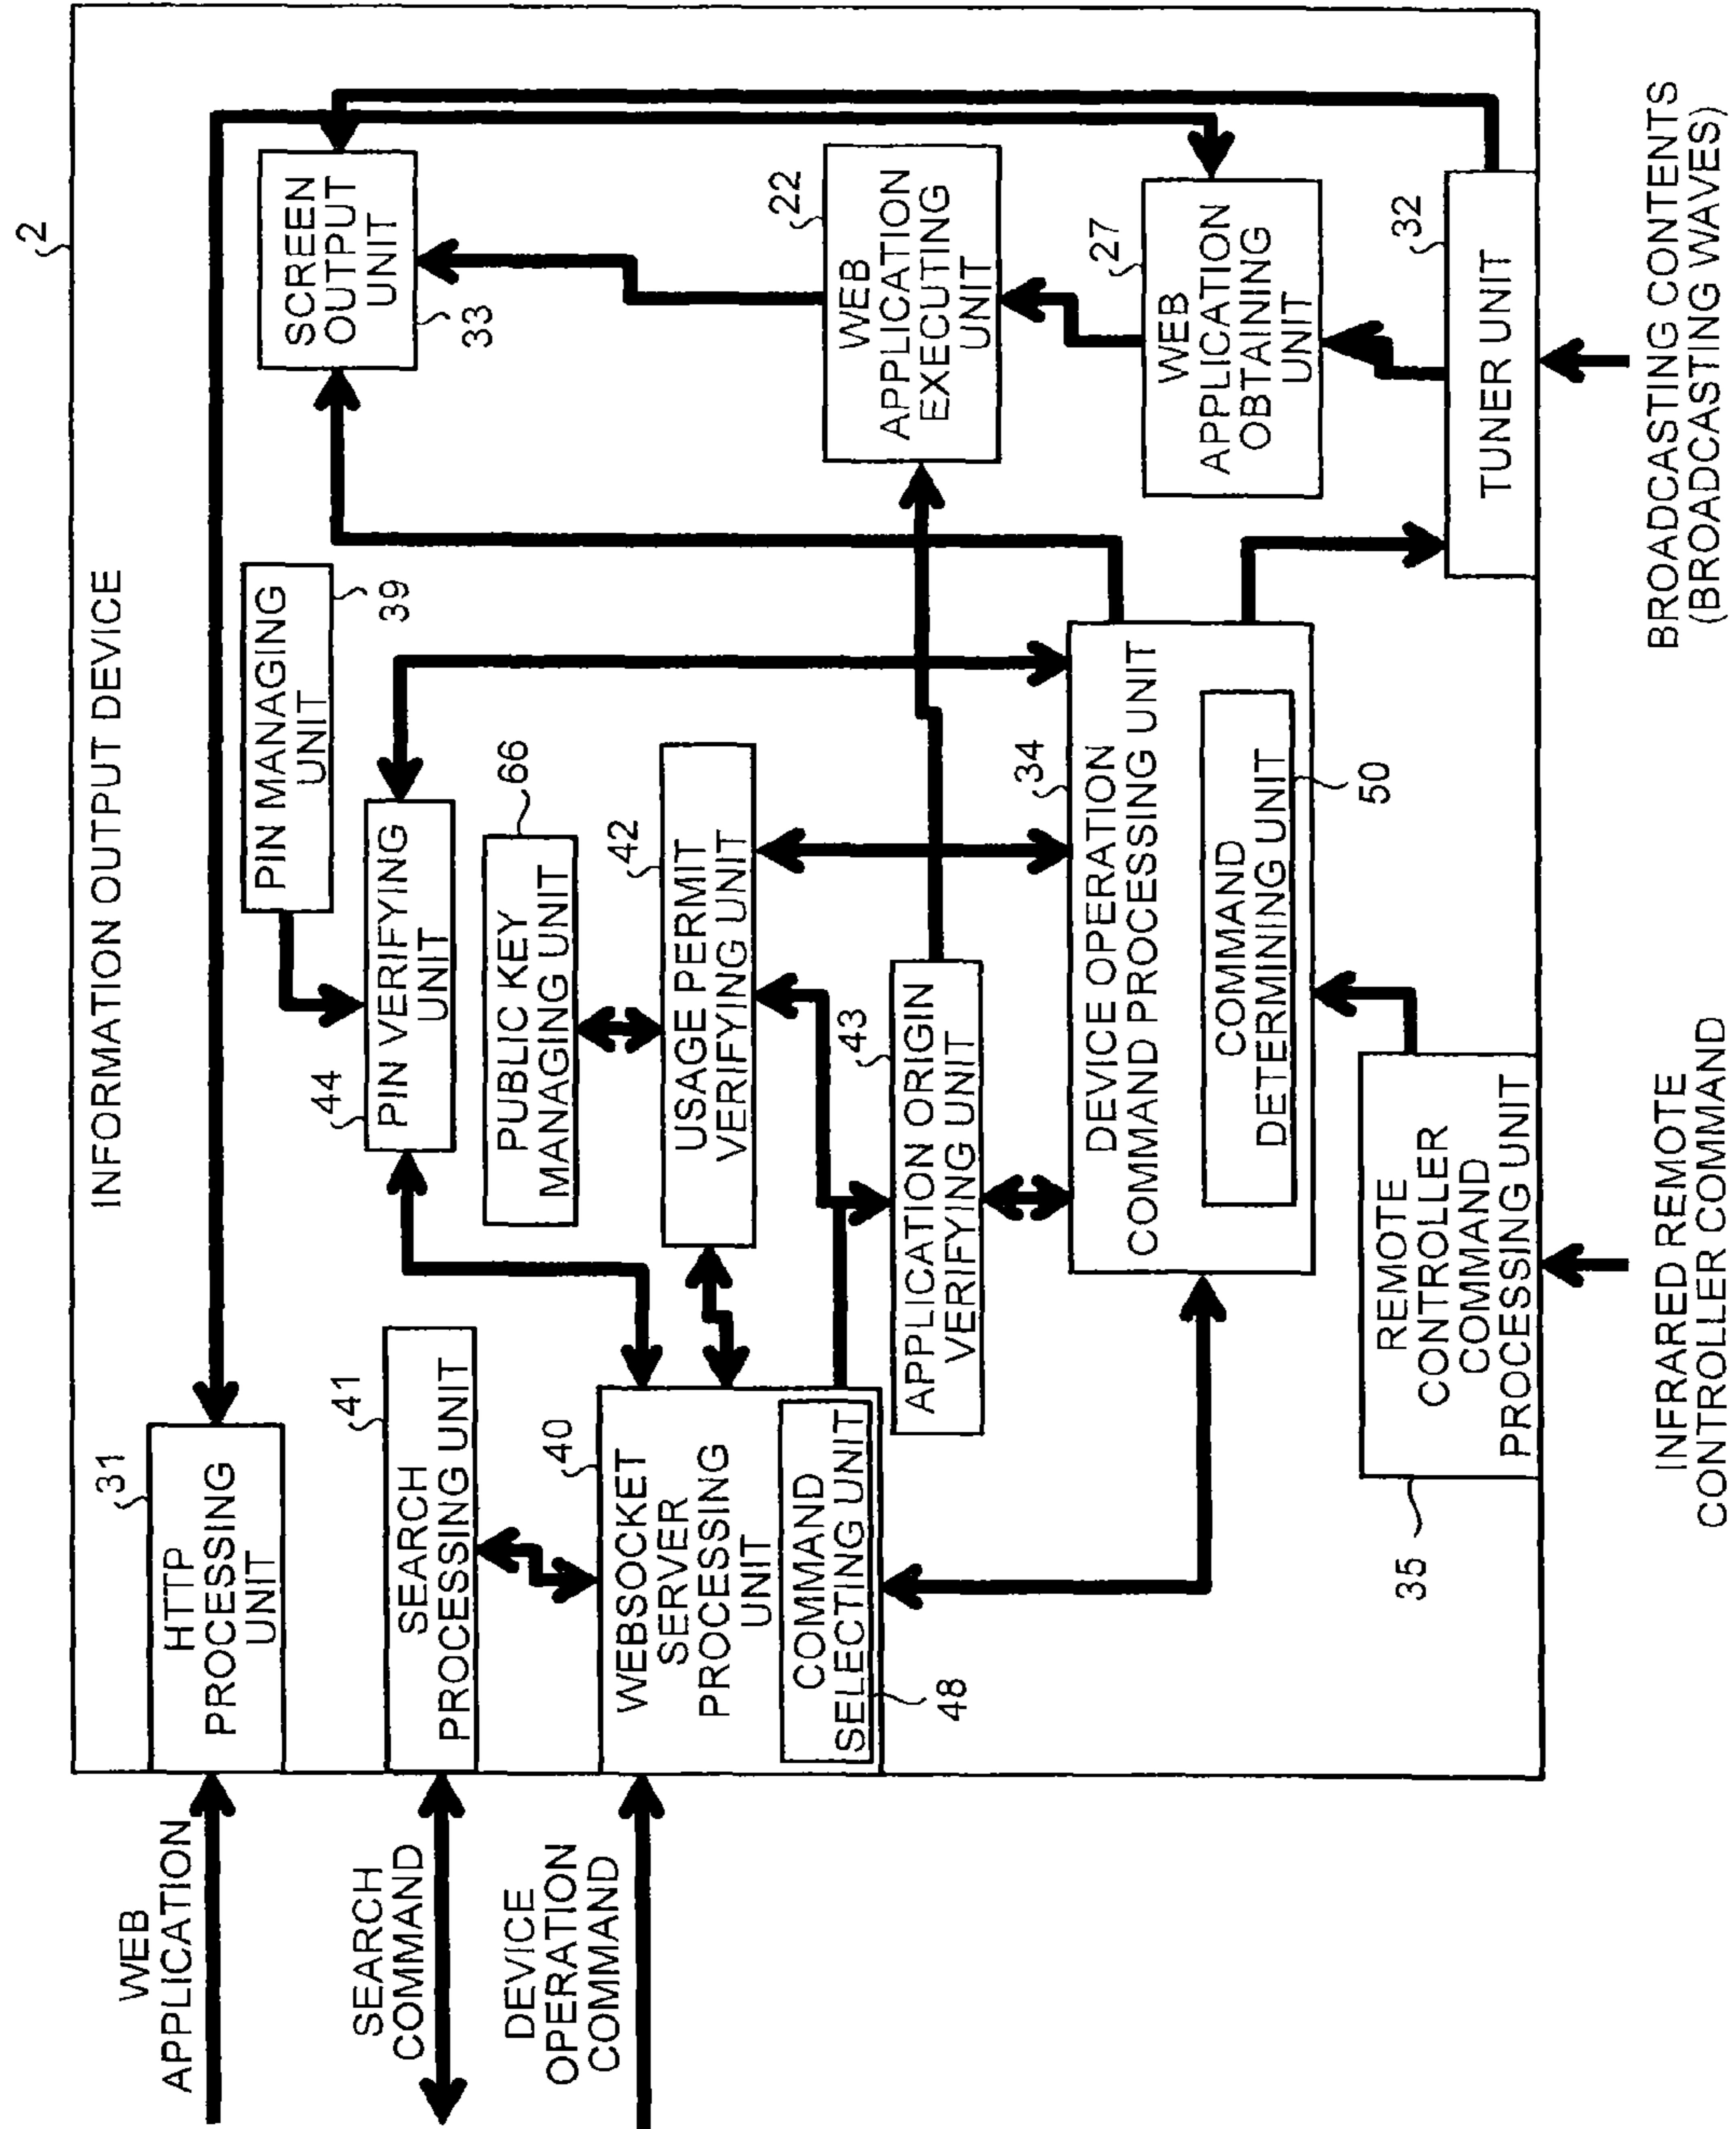 2
INFORMATION OUTPUT DEVICE
WEB
APPLICATION
31
HTTP
PROCESSING
UNIT
SEARCH
COMMAND
41
SEARCH
PROCESSING UNIT
DEVICE
OPERATION
COMMAND
40
WEBSOCKET
SERVER
PROCESSING
UNIT
COMMAND
SELECTING UNIT
48
PIN MANAGING
UNIT
39
44
PIN VERIFYING
UNIT
66
PUBLIC KEY
MANAGING UNIT
42
USAGE PERMIT
VERIFYING UNIT
43
APPLICATION ORIGIN
VERIFYING UNIT
34
DEVICE OPERATION
COMMAND PROCESSING UNIT
COMMAND
DETERMINING UNIT
50
35
REMOTE
CONTROLLER
COMMAND
PROCESSING UNIT
INFRARED REMOTE
CONTROLLER COMMAND
SCREEN
OUTPUT
UNIT
33
22
WEB
APPLICATION
EXECUTING
UNIT
27
WEB
APPLICATION
OBTAINING
UNIT
32
TUNER UNIT
BROADCASTING CONTENTS
(BROADCASTING WAVES)